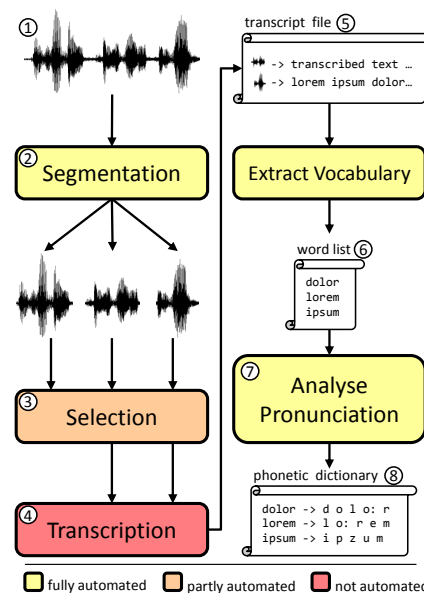 1
2
Segmentation
3
Selection
4
Transcription
transcript file 5
-> transcribed text …
-> lorem ipsum dolor…
Extract Vocabulary
word list 6
dolor
lorem
ipsum
7
Analyse
Pronunciation
phonetic dictionary 8
dolor -> d o l o: r
lorem -> l o: r e m
ipsum -> i p z u m
fully automated partly automated not automated